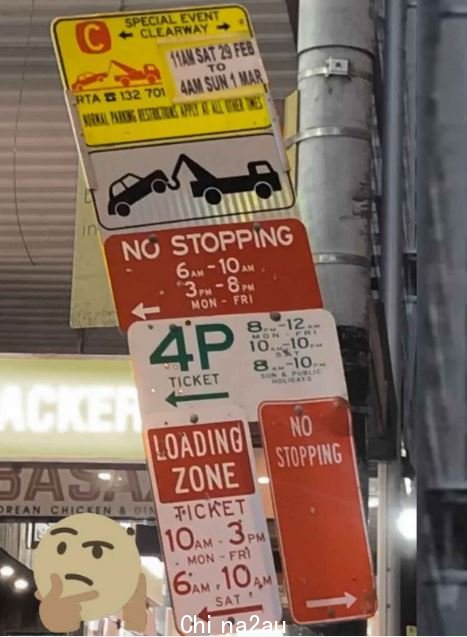 C
SPECIAL EVENT
CLEARWAY
11AM SAT 29 FEB
TO
4AM SUN 1 MAR
RTA ☎ 132 701
NORMAL PARKING RESTRICTIONS APPLY AT ALL OTHER TIMES
in
NO STOPPING
6AM - 10AM
3PM - 8PM
MON - FRI
4P
TICKET
8PM - 12AM
MON - FRI
10AM - 10PM
SAT
8AM - 10PM
SUN & PUBLIC
HOLIDAYS
ACKER
LOADING
ZONE
TICKET
10AM - 3PM
MON - FRI
6AM - 10AM
SAT
NO
STOPPING
BASA
OREAN CHICKEN & DIN
Chi na2au